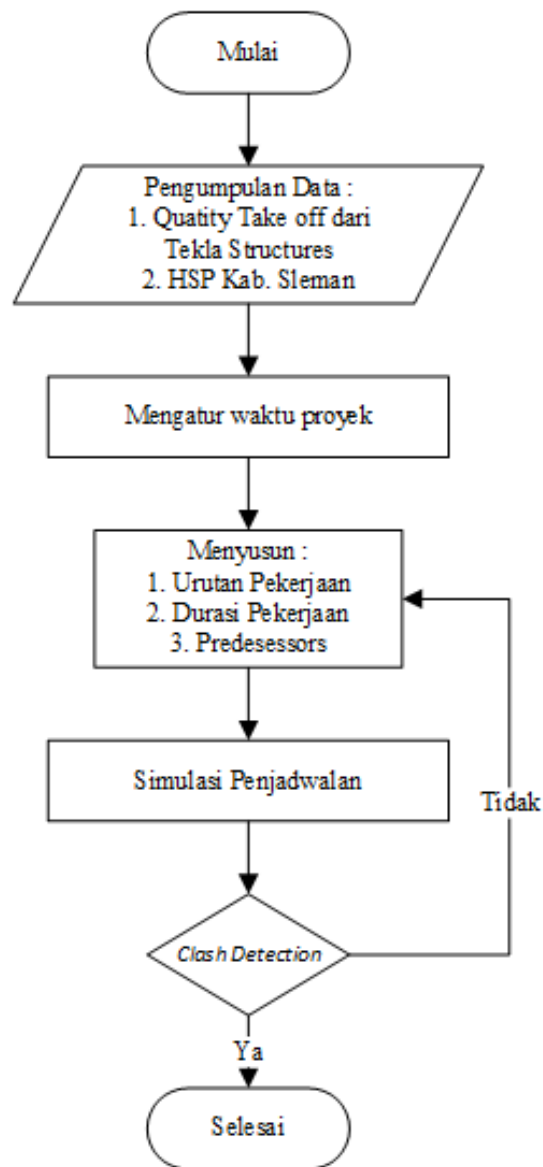 Mulai
Pengumpulan Data :
1. Quatity Take off dari
Tekla Structures
2. HSP Kab. Sleman
Mengatur waktu proyek
Menyusun :
1. Urutan Pekerjaan
2. Durasi Pekerjaan
3. Predesessors
Simulasi Penjadwalan
Tidak
Clash Detection
Ya
Selesai